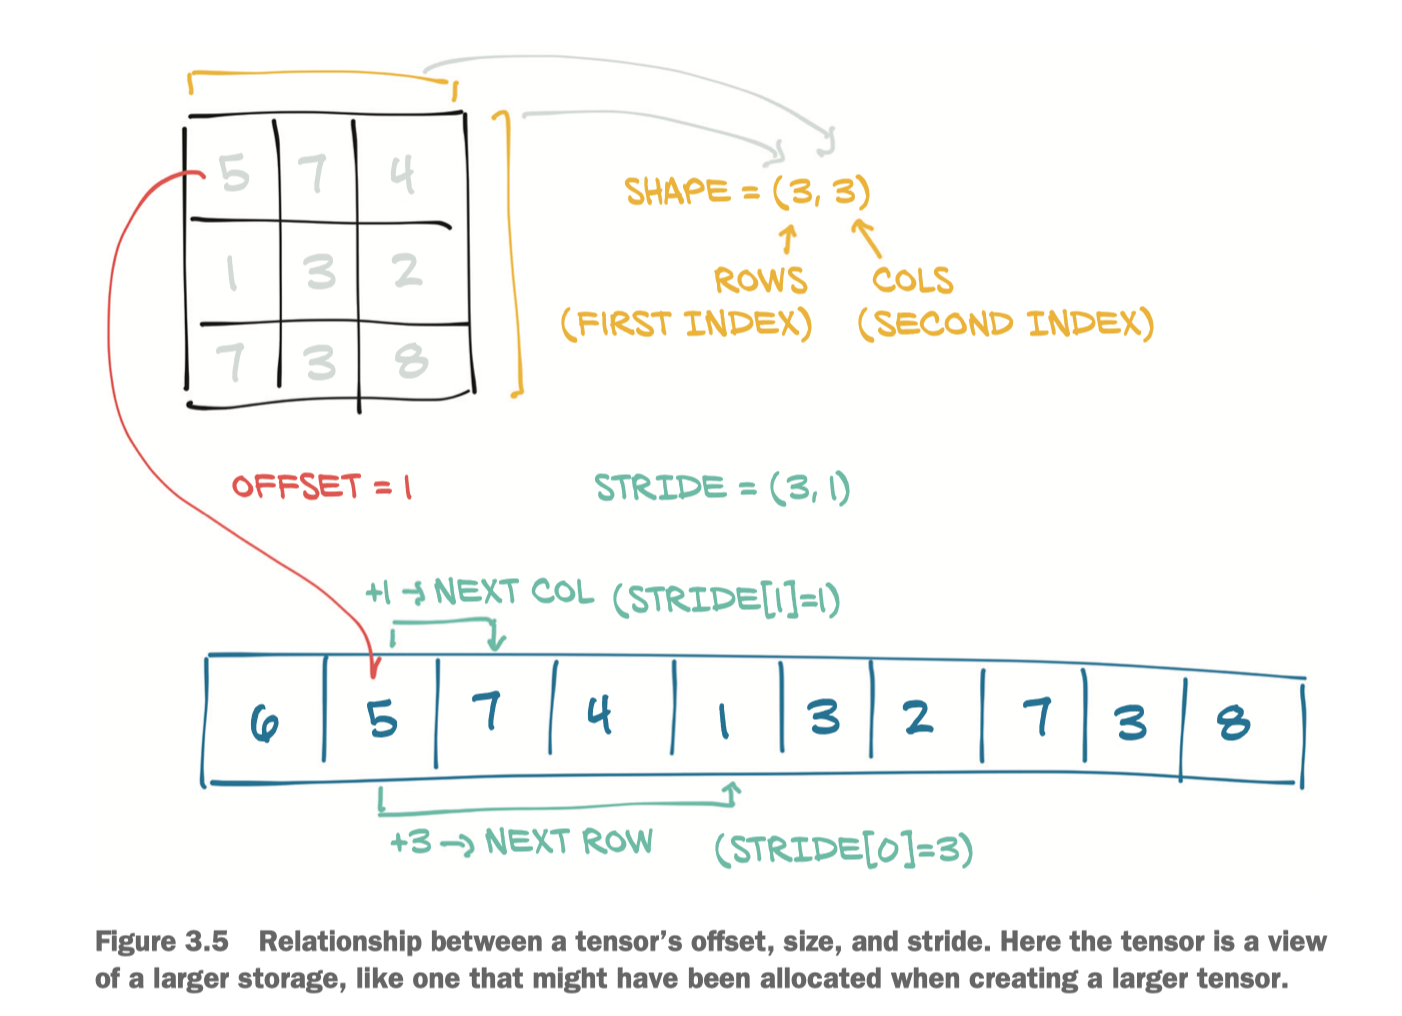 5 7 4
SHAPE = (3, 3)
1 3 2
ROWS COLS
(FIRST INDEX) (SECOND INDEX)
7 3 8
OFFSET = 1 STRIDE = (3, 1)
+1 → NEXT COL (STRIDE[1]=1)
6 5 7 4 1 3 2 7 3 8
+3 → NEXT ROW (STRIDE[0]=3)
Figure 3.5 Relationship between a tensor's offset, size, and stride. Here the tensor is a view
of a larger storage, like one that might have been allocated when creating a larger tensor.